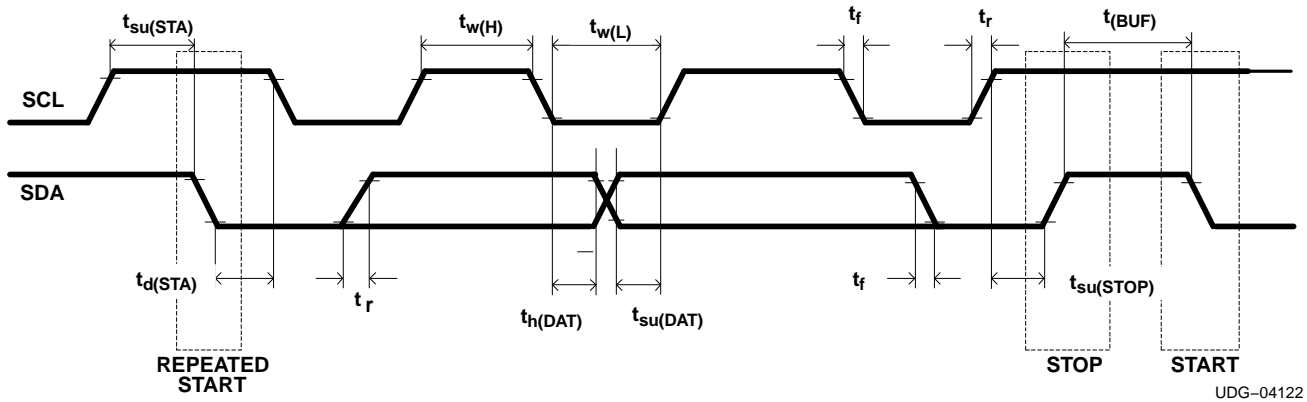 tsu(STA)
tw(H)
tw(L)
tf
tr
t(BUF)
SCL
SDA
td(STA)
tr
th(DAT)
tsu(DAT)
tf
tsu(STOP)
REPEATED
START
STOP
START
UDG–04122